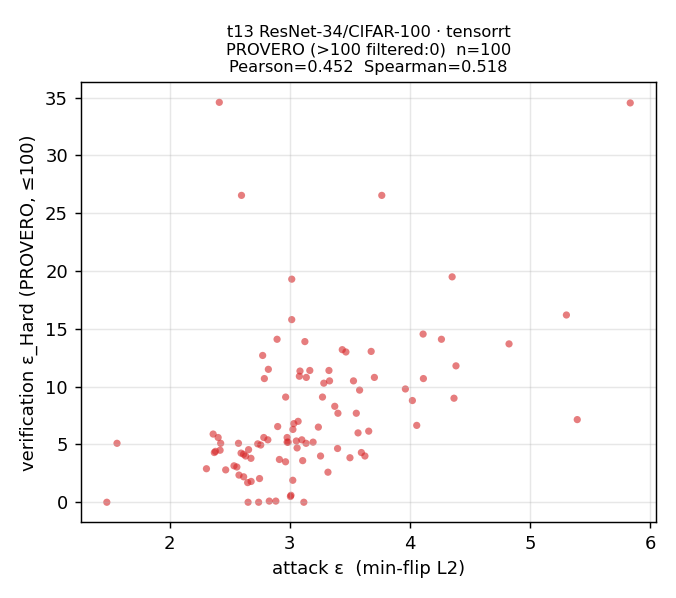 t13 ResNet-34/CIFAR-100 · tensorrt
PROVERO (>100 filtered:0)  n=100
Pearson=0.452  Spearman=0.518
verification ε_Hard (PROVERO, ≤100)
35
30
25
20
15
10
5
0
2
3
4
5
6
attack ε  (min-flip L2)